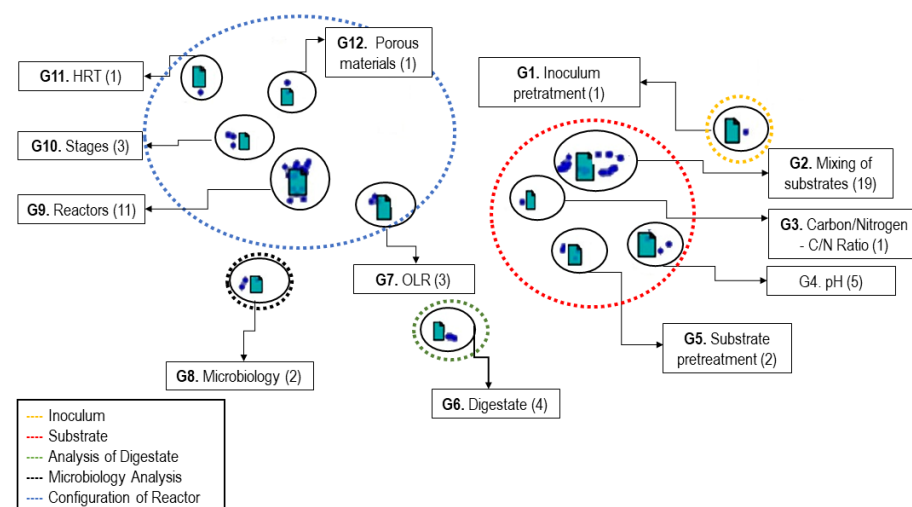 G12. Porous
materials (1)
G11. HRT (1)
G1. Inoculum
pretratment (1)
G10. Stages (3)
G2. Mixing of
substrates (19)
G9. Reactors (11)
G3. Carbon/Nitrogen
- C/N Ratio (1)
G7. OLR (3)
G4. pH (5)
G5. Substrate
pretreatment (2)
G8. Microbiology (2)
G6. Digestate (4)
Inoculum
Substrate
Analysis of Digestate
Microbiology Analysis
Configuration of Reactor